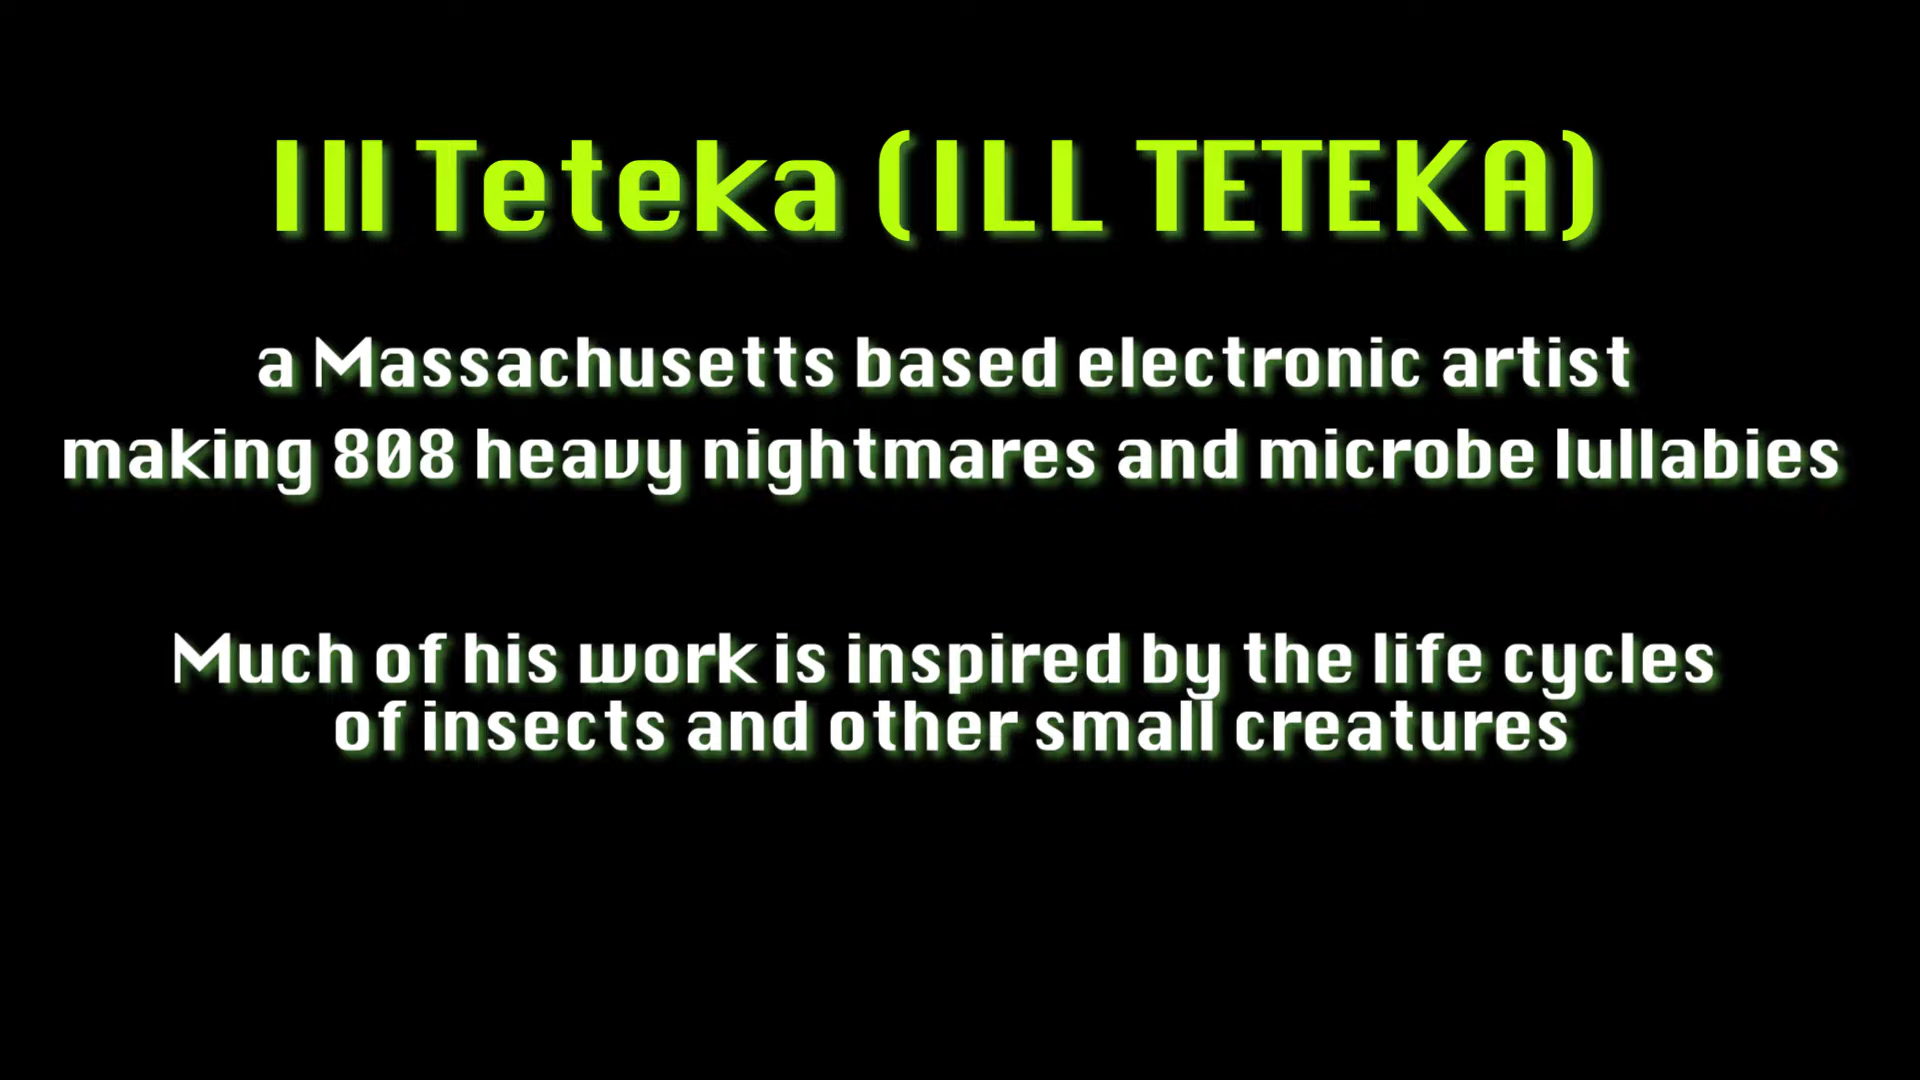 Ill Teteka (ILL TETEKA)
a Massachusetts based electronic artist
making 808 heavy nightmares and microbe lullabies
Much of his work is inspired by the life cycles
of insects and other small creatures